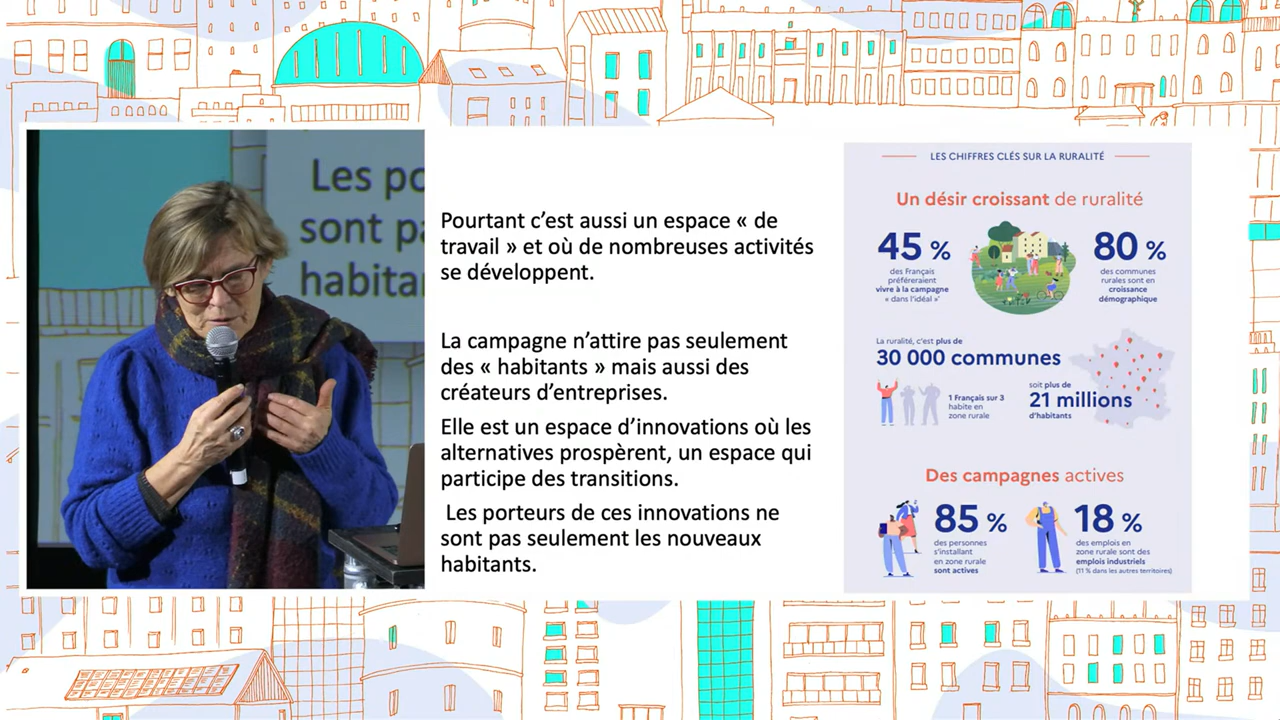 Les po
sont pa
habita
Pourtant c’est aussi un espace « de
travail » et où de nombreuses activités
se développent.
La campagne n’attire pas seulement
des « habitants » mais aussi des
créateurs d’entreprises.
Elle est un espace d’innovations où les
alternatives prospèrent, un espace qui
participe des transitions.
Les porteurs de ces innovations ne
sont pas seulement les nouveaux
habitants.
LES CHIFFRES CLÉS SUR LA RURALITÉ
Un désir croissant de ruralité
45 %
des Français
préféreraient
vivre à la campagne
« dans l’idéal »*
80 %
des communes
rurales sont en
croissance
démographique
La ruralité, c’est plus de
30 000 communes
1 Français sur 3
habite en
zone rurale
soit plus de
21 millions
d’habitants
Des campagnes actives
85 %
des personnes
s’installant
en zone rurale
sont actives
18 %
des emplois en
zone rurale sont des
emplois industriels
(11 % dans les autres territoires)